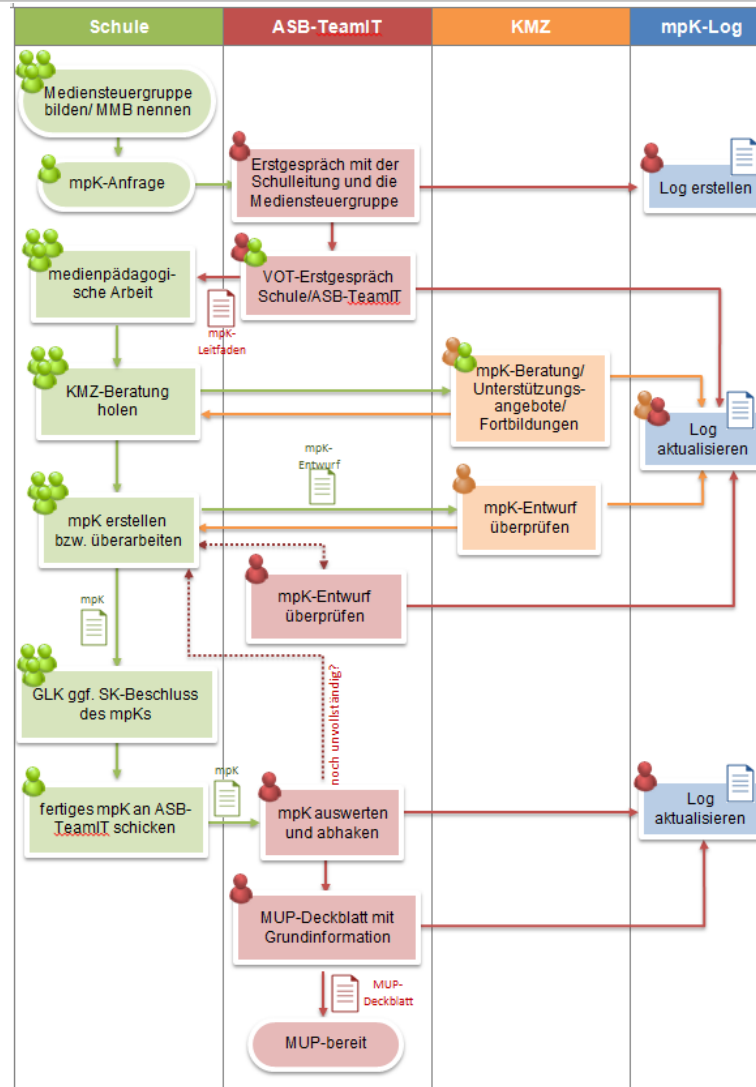 Schule
ASB-TeamIT
KMZ
mpK-Log
Mediensteuergruppe
bilden/ MMB nennen
mpK-Anfrage
Erstgespräch mit der
Schulleitung und die
Mediensteuergruppe
Log erstellen
medienpädagogi-
sche Arbeit
VOT-Erstgespräch
Schule/ASB-TeamIT
mpK-
Leitfaden
KMZ-Beratung
holen
mpK-Beratung/
Unterstützungs-
angebote/
Fortbildungen
Log
aktualisieren
mpK-
Entwurf
mpK erstellen
bzw. überarbeiten
mpK-Entwurf
überprüfen
mpK-Entwurf
überprüfen
mpK
GLK ggf. SK-Beschluss
des mpKs
noch unvollständig?
fertiges mpK an ASB-
TeamIT schicken
mpK
mpK auswerten
und abhaken
Log
aktualisieren
MUP-Deckblatt mit
Grundinformation
MUP-
Deckblatt
MUP-bereit